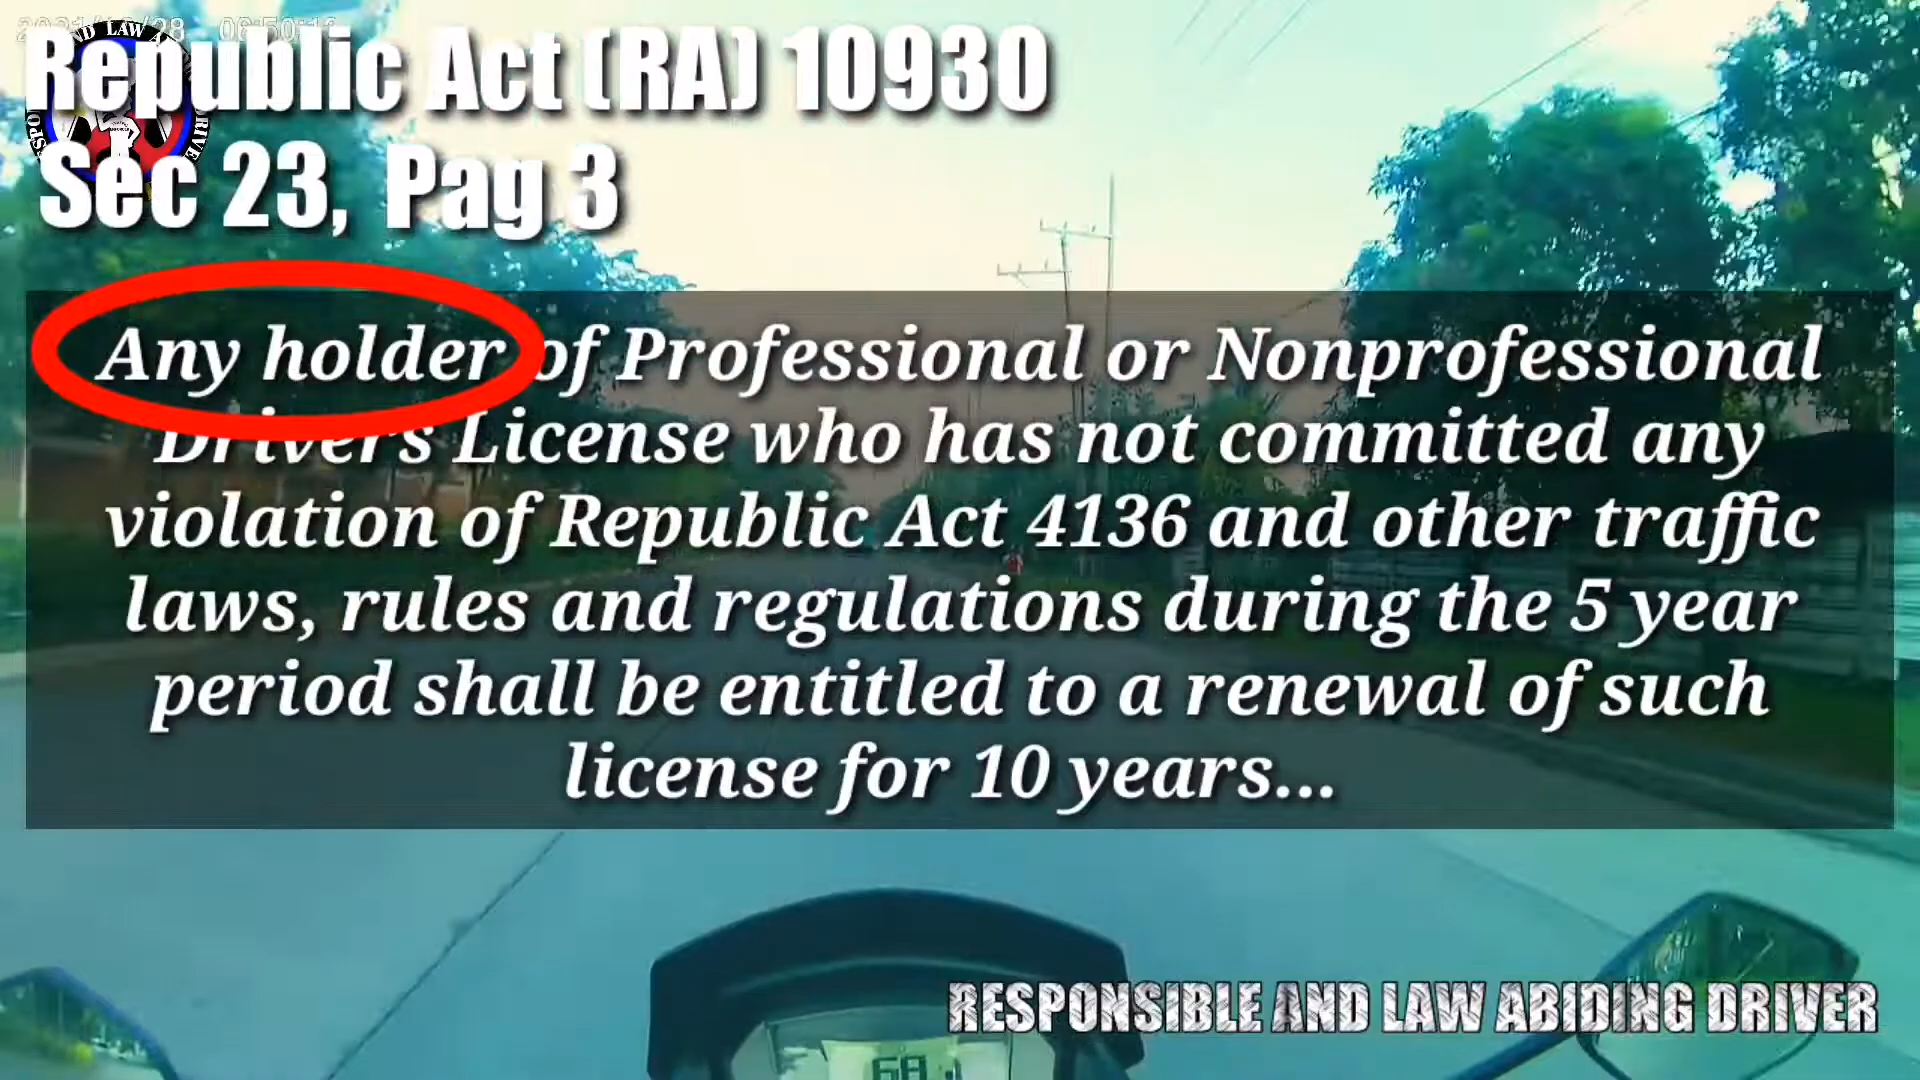 Republic Act (RA) 10930
Sec 23, Pag 3
Any holder of Professional or Nonprofessional
Drivers License who has not committed any
violation of Republic Act 4136 and other traffic
laws, rules and regulations during the 5 year
period shall be entitled to a renewal of such
license for 10 years...
68
RESPONSIBLE AND LAW ABIDING DRIVER